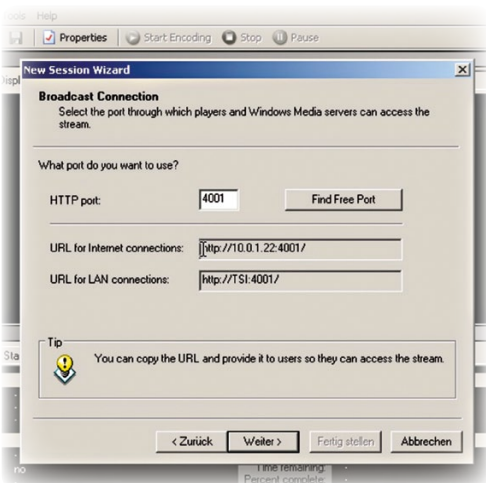 Help
Properties Start Encoding Stop Pause
New Session Wizard
Broadcast Connection
Select the port through which players and Windows Media servers can access the
stream.
What port do you want to use?
HTTP port: 4001 Find Free Port
URL for Internet connections: http://10.0.1.22:4001/
URL for LAN connections: http://TSI:4001/
Tip
You can copy the URL and provide it to users so they can access the stream.
Sta
< Zurück Weiter > Fertig stellen Abbrechen
no
Time remaining:
Percent complete: